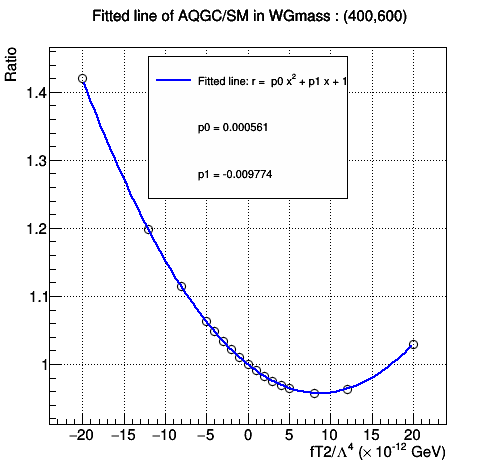 Fitted line of AQGC/SM in WGmass : (400,600)
Ratio
Fitted line: r = p0 x² + p1 x + 1
p0 = 0.000561
p1 = -0.009774
1.4
1.3
1.2
1.1
1
−20 −15 −10 −5 0 5 10 15 20
fT2/Λ⁴ (× 10⁻¹² GeV)